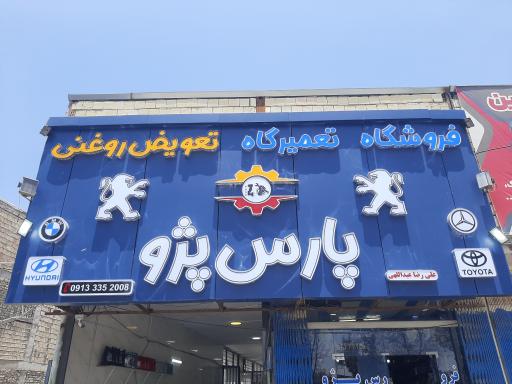 فروشگاه تعمیرگاه تعویض روغنی
پارس پژو
HYUNDAI
0913 335 2008
علی رضا عبداللهی
TOYOTA